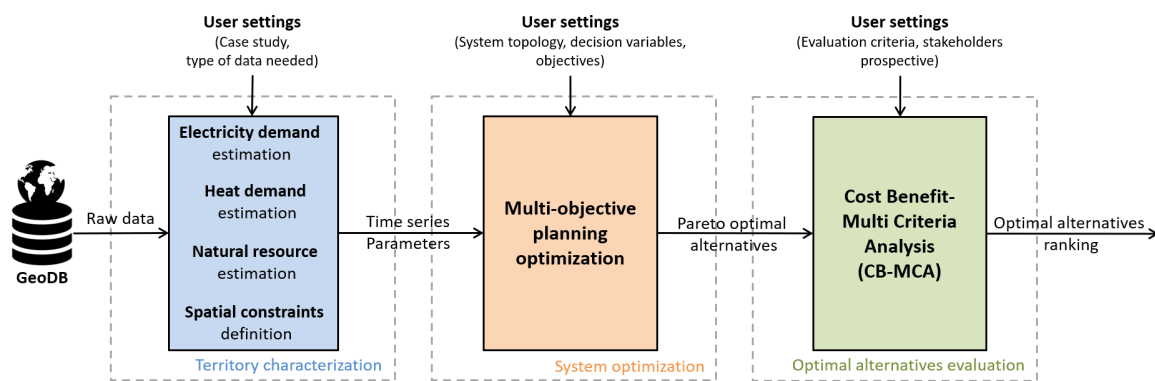 User settings
(Case study,
type of data needed)
User settings
(System topology, decision variables,
objectives)
User settings
(Evaluation criteria, stakeholders
prospective)
GeoDB
Raw data
Electricity demand
estimation
Heat demand
estimation
Natural resource
estimation
Spatial constraints
definition
Territory characterization
Time series
Parameters
Multi-objective
planning
optimization
System optimization
Pareto optimal
alternatives
Cost Benefit-
Multi Criteria
Analysis
(CB-MCA)
Optimal alternatives evaluation
Optimal alternatives
ranking